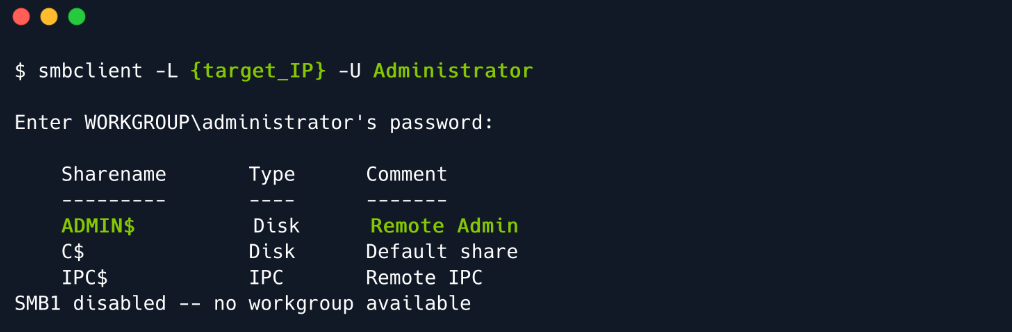 $ smbclient -L {target_IP} -U Administrator
Enter WORKGROUP\administrator's password:
Sharename Type Comment
--------- ---- -------
ADMIN$ Disk Remote Admin
C$ Disk Default share
IPC$ IPC Remote IPC
SMB1 disabled -- no workgroup available